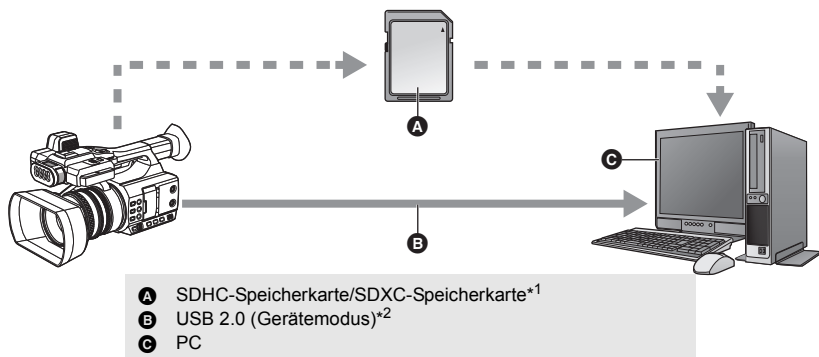 A
C
B
A SDHC-Speicherkarte/SDXC-Speicherkarte*1
B USB 2.0 (Gerätemodus)*2
C PC